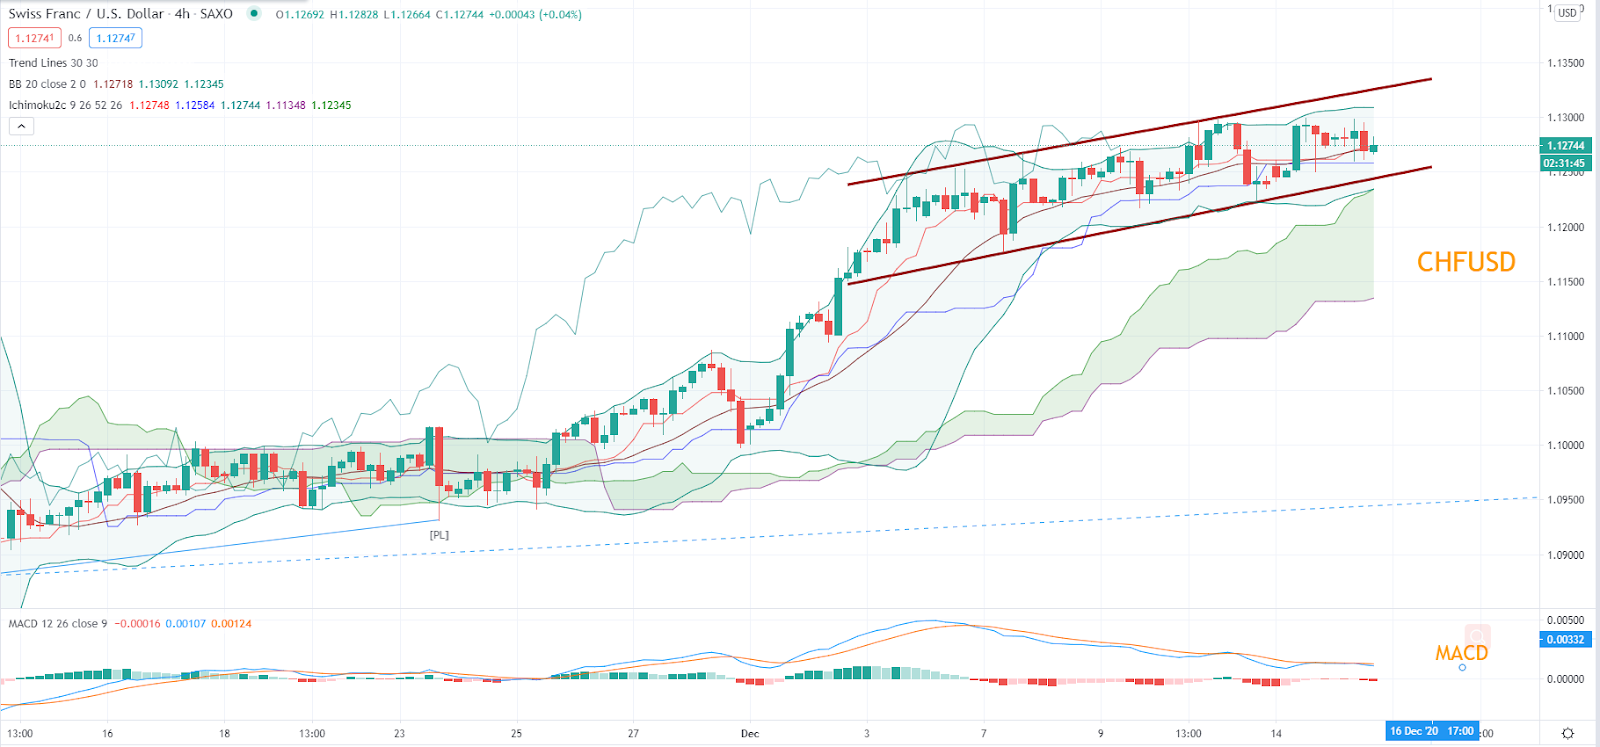 Swiss Franc / U.S. Dollar · 4h · SAXO O1.12692 H1.12828 L1.12664 C1.12744 +0.00043 (+0.04%)
1.12741 0.6 1.12747
Trend Lines 30 30
BB 20 close 2 0 1.12718 1.13092 1.12345
Ichimoku2c 9 26 52 26 1.12748 1.12584 1.12744 1.11348 1.12345
USD
1.13500
1.13000
1.12744
02:31:45
1.12500
1.12000
CHFUSD
1.11500
1.11000
1.10500
1.10000
1.09500
[PL]
1.09000
MACD 12 26 close 9 −0.00016 0.00107 0.00124
0.00500
0.00332
MACD
0.00000
13:00 16 18 13:00 23 25 27 Dec 3 7 9 13:00 14 16 Dec '20 17:00 :00